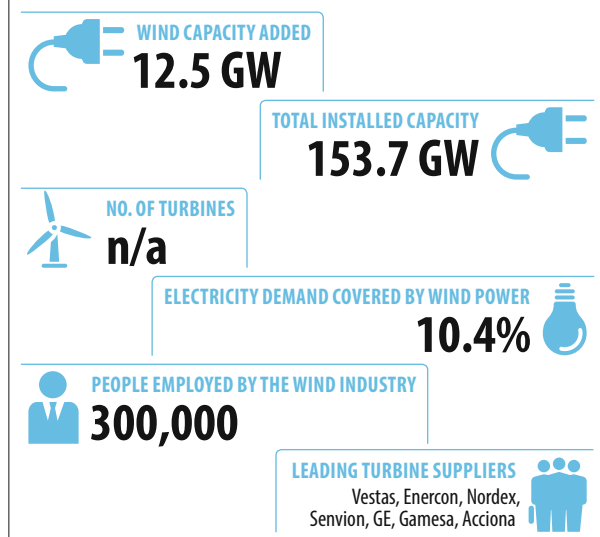 WIND CAPACITY ADDED
12.5 GW
TOTAL INSTALLED CAPACITY
153.7 GW
NO. OF TURBINES
n/a
ELECTRICITY DEMAND COVERED BY WIND POWER
10.4%
PEOPLE EMPLOYED BY THE WIND INDUSTRY
300,000
LEADING TURBINE SUPPLIERS
Vestas, Enercon, Nordex,
Senvion, GE, Gamesa, Acciona